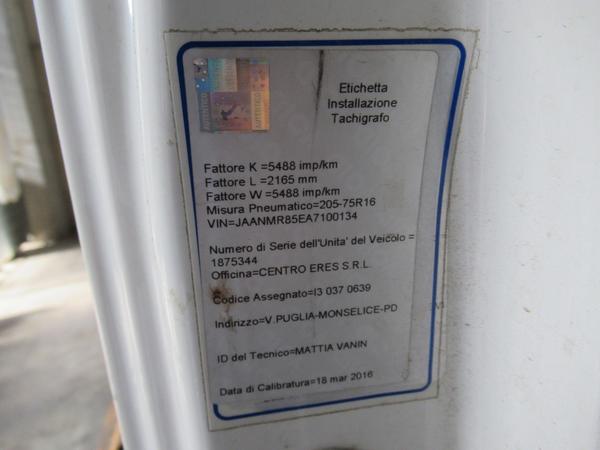 AUTENTICO
AUTENTICO
Etichetta
Installazione
Tachigrafo
Fattore K =5488 imp/km
Fattore L =2165 mm
Fattore W =5488 imp/km
Misura Pneumatico=205-75R16
VIN=JAANMR85EA7100134
Numero di Serie dell'Unita' del Veicolo =
1875344
Officina=CENTRO ERES S.R.L.
Codice Assegnato=I3 037 0639
Indirizzo=V.PUGLIA-MONSELICE-PD
ID del Tecnico=MATTIA VANIN
Data di Calibratura=18 mar 2016